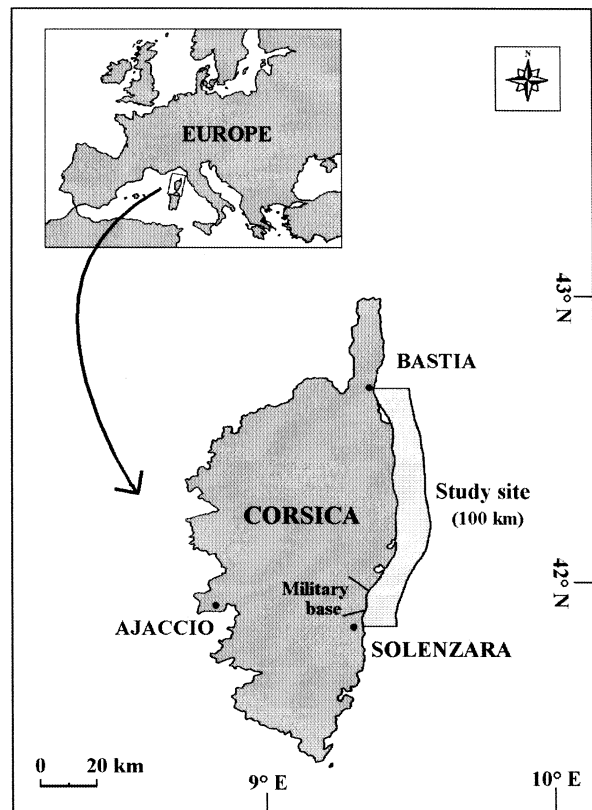 N
EUROPE
43° N
BASTIA
Study site
(100 km)
CORSICA
42° N
Military
base
AJACCIO
SOLENZARA
0 20 km
9° E
10° E